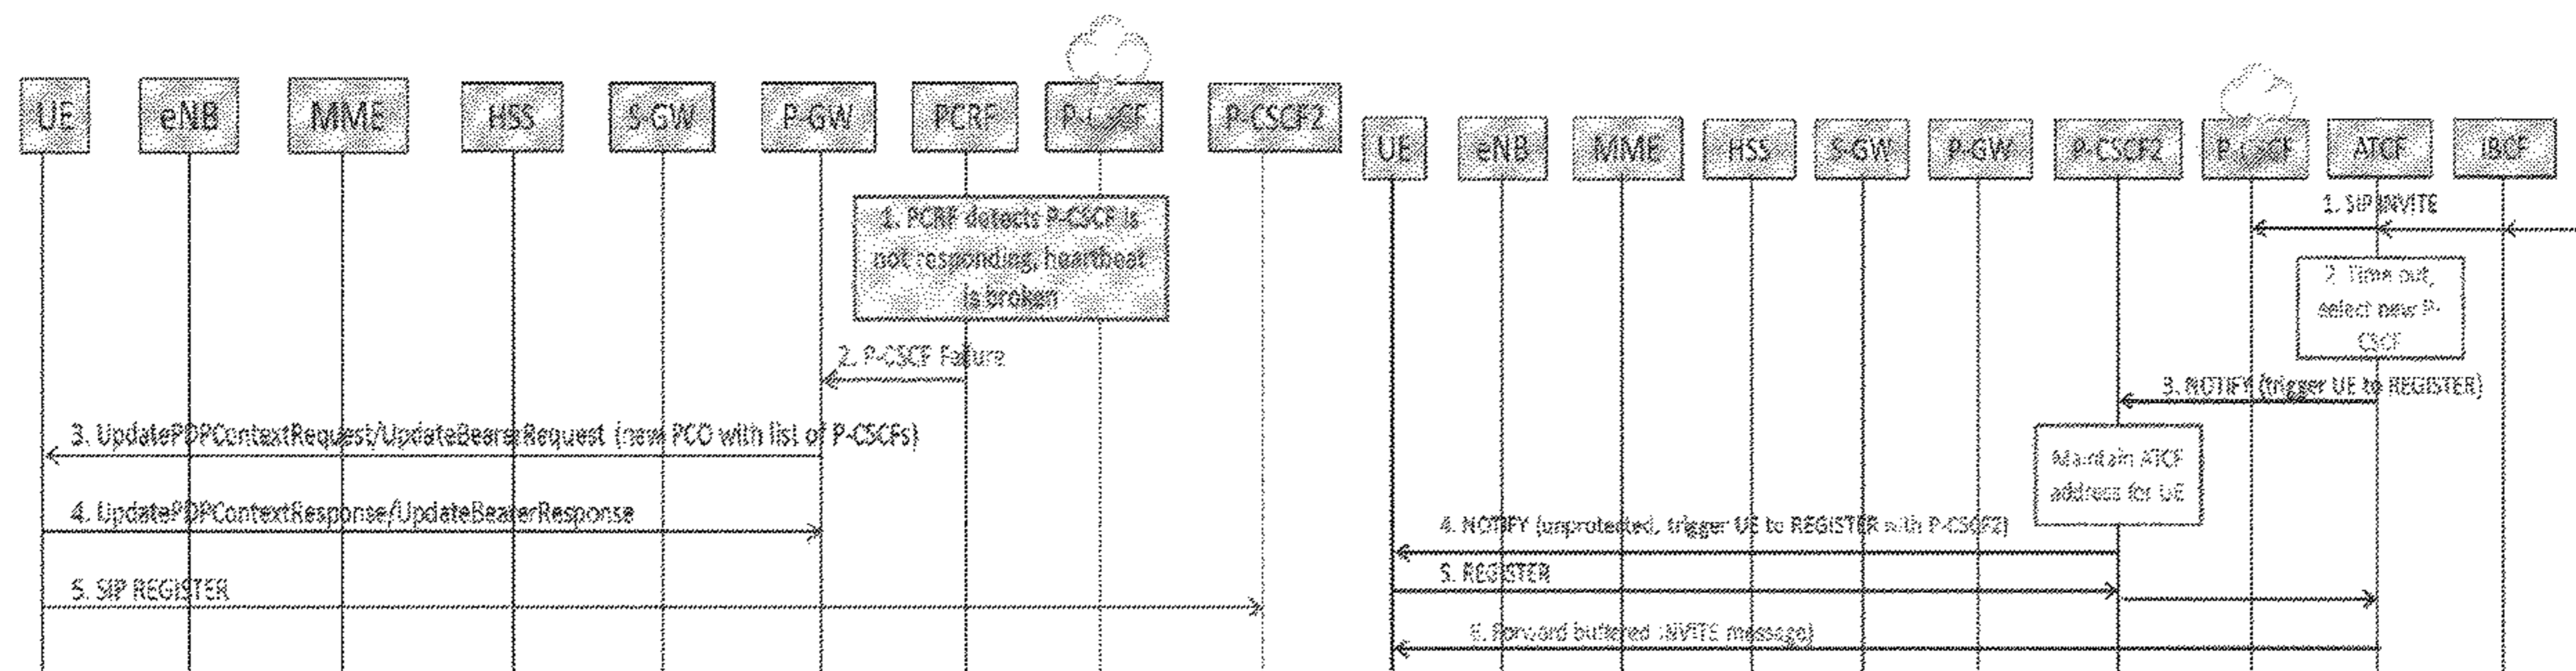 UE eNB MME HSS S-GW P-GW PCRF P-CSCF P-CSCF2
1. PCRF detects P-CSCF is
not responding, heartbeat
is broken
2. P-CSCF Failure
3. UpdatePDPContextRequest/UpdateBearerRequest (new PCO with list of P-CSCFs)
4. UpdatePDPContextResponse/UpdateBearerResponse
5. SIP REGISTER
UE eNB MME HSS S-GW P-GW P-CSCF2 P-CSCF ATCF IBCF
1. SIP INVITE
2. Time out,
select new P-
CSCF
3. NOTIFY (trigger UE to REGISTER)
Maintain ATCF
address for UE
4. NOTIFY (unprotected, trigger UE to REGISTER with P-CSCF2)
5. REGISTER
6. Forward buffered INVITE message)